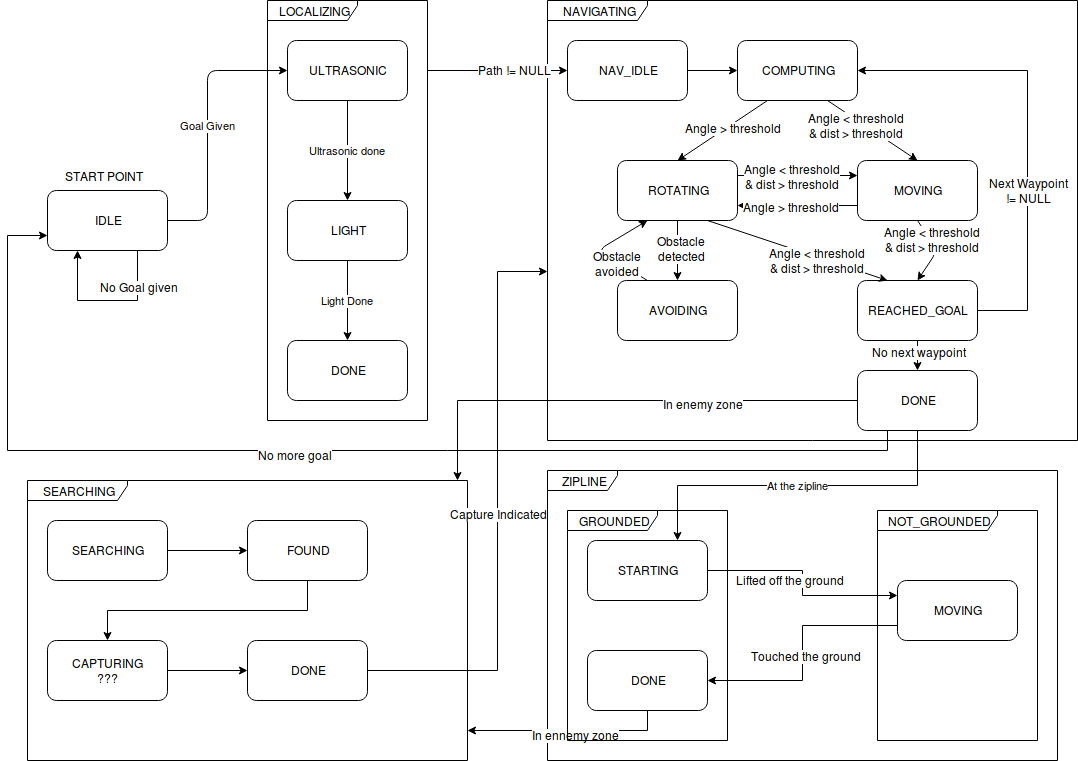 LOCALIZING
ULTRASONIC
Ultrasonic done
LIGHT
Light Done
DONE
Goal Given
START POINT
IDLE
No Goal given
Path != NULL
NAVIGATING
NAV_IDLE
COMPUTING
Angle > threshold
Angle < threshold
& dist > threshold
ROTATING
Angle < threshold
& dist > threshold
Angle > threshold
MOVING
Next Waypoint
!= NULL
Obstacle
avoided
Obstacle
detected
Angle < threshold
& dist > threshold
Angle < threshold
& dist > threshold
AVOIDING
REACHED_GOAL
No next waypoint
DONE
In enemy zone
No more goal
SEARCHING
SEARCHING
FOUND
CAPTURING
???
DONE
Capture Indicated
ZIPLINE
At the zipline
GROUNDED
STARTING
Lifted off the ground
NOT_GROUNDED
MOVING
Touched the ground
DONE
In ennemy zone